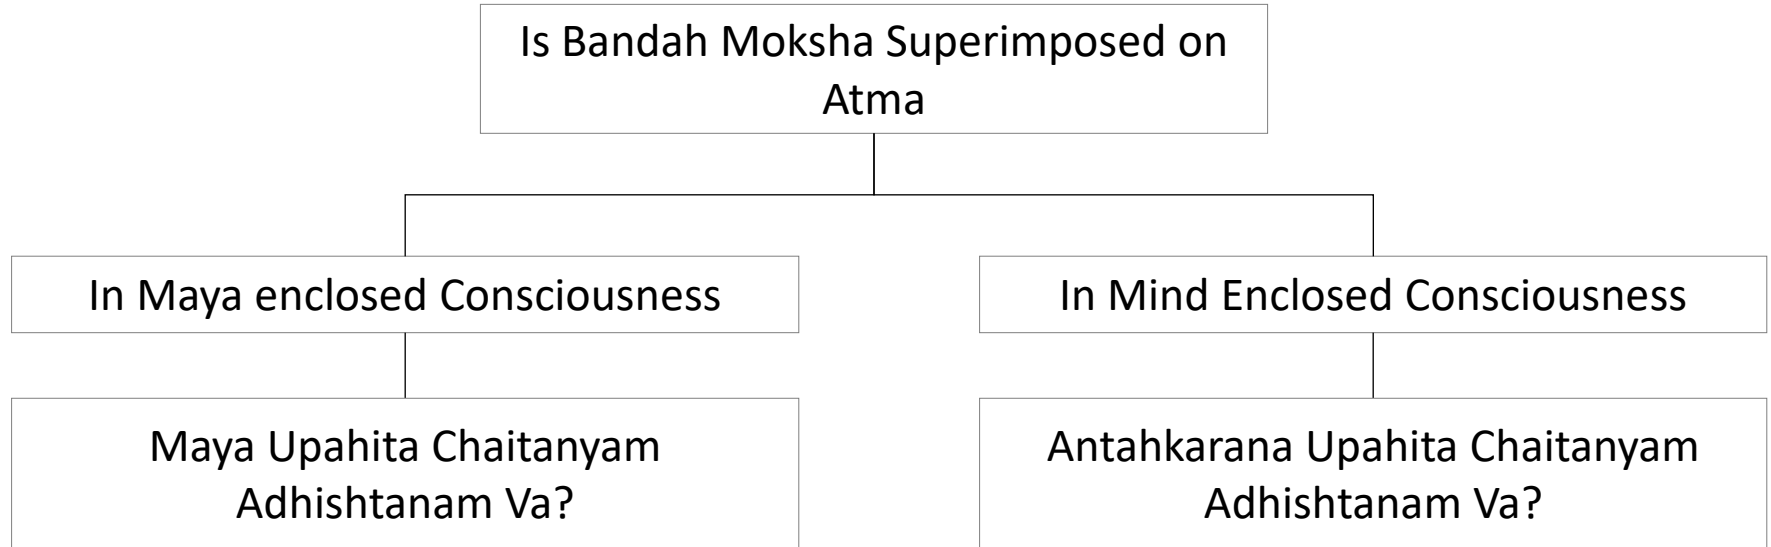 Is Bandah Moksha Superimposed on
Atma
In Maya enclosed Consciousness
In Mind Enclosed Consciousness
Maya Upahita Chaitanyam
Adhishtanam Va?
Antahkarana Upahita Chaitanyam
Adhishtanam Va?